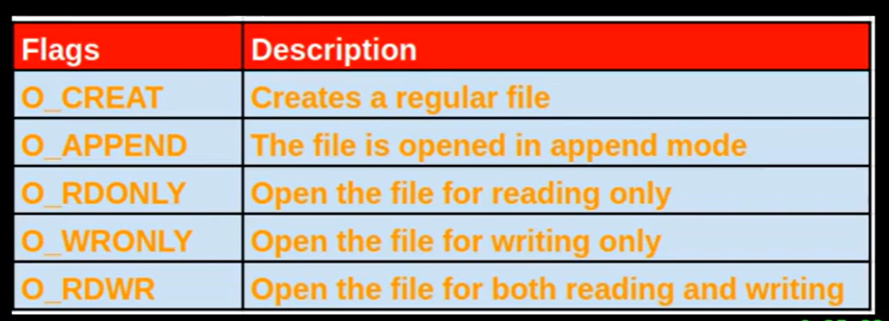 Flags Description
O_CREAT Creates a regular file
O_APPEND The file is opened in append mode
O_RDONLY Open the file for reading only
O_WRONLY Open the file for writing only
O_RDWR Open the file for both reading and writing